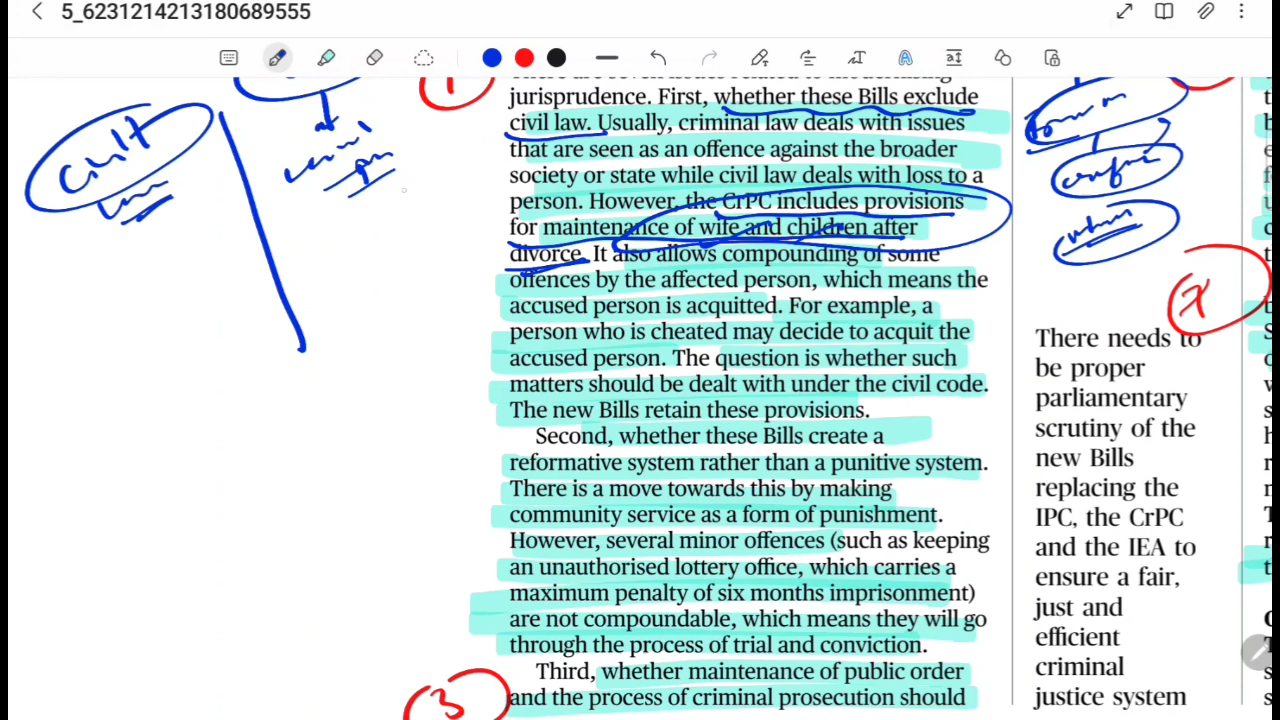 5_6231214213180689555
There are seven issues related to modernising
jurisprudence. First, whether these Bills exclude
civil law. Usually, criminal law deals with issues
that are seen as an offence against the broader
society or state while civil law deals with loss to a
person. However, the CrPC includes provisions
for maintenance of wife and children after
divorce. It also allows compounding of some
offences by the affected person, which means the
accused person is acquitted. For example, a
person who is cheated may decide to acquit the
accused person. The question is whether such
matters should be dealt with under the civil code.
The new Bills retain these provisions.
Second, whether these Bills create a
reformative system rather than a punitive system.
There is a move towards this by making
community service as a form of punishment.
However, several minor offences (such as keeping
an unauthorised lottery office, which carries a
maximum penalty of six months imprisonment)
are not compoundable, which means they will go
through the process of trial and conviction.
Third, whether maintenance of public order
and the process of criminal prosecution should
1
3
There needs to
be proper
parliamentary
scrutiny of the
new Bills
replacing the
IPC, the CrPC
and the IEA to
ensure a fair,
just and
efficient
criminal
justice system